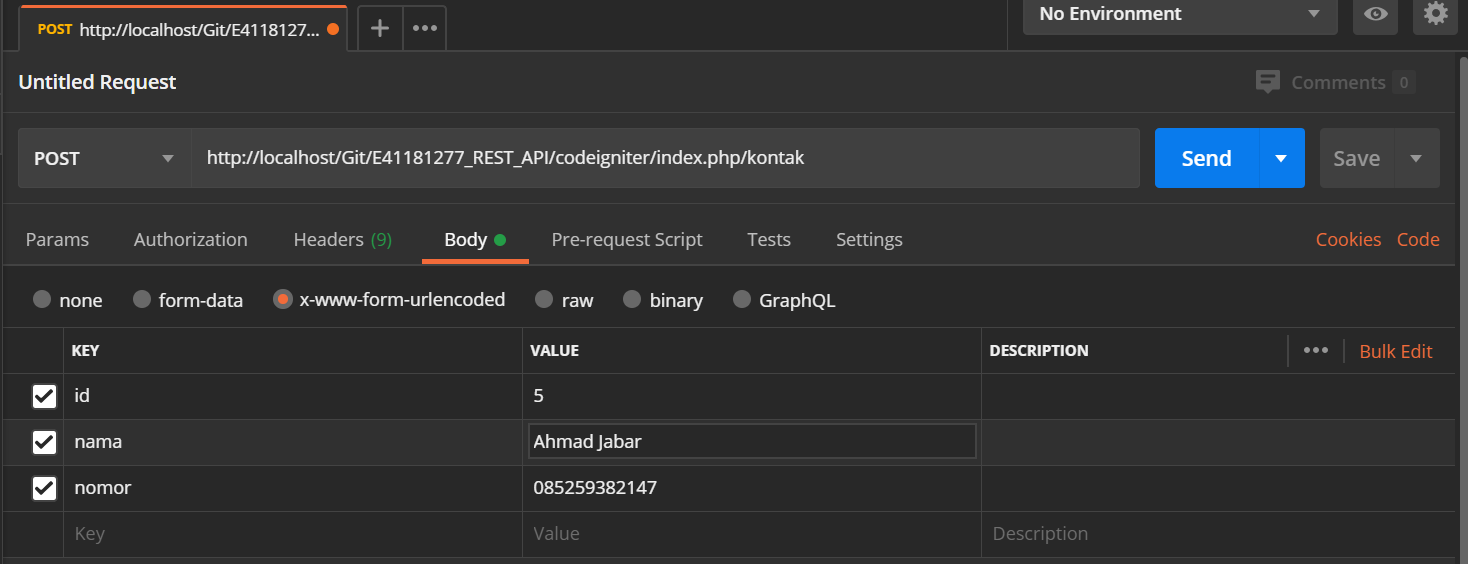 POST http://localhost/Git/E4118127... No Environment
Untitled Request Comments 0
POST http://localhost/Git/E41181277_REST_API/codeigniter/index.php/kontak Send Save
Params Authorization Headers (9) Body Pre-request Script Tests Settings Cookies Code
none form-data x-www-form-urlencoded raw binary GraphQL
KEY VALUE DESCRIPTION Bulk Edit
id 5
nama Ahmad Jabar
nomor 085259382147
Key Value Description